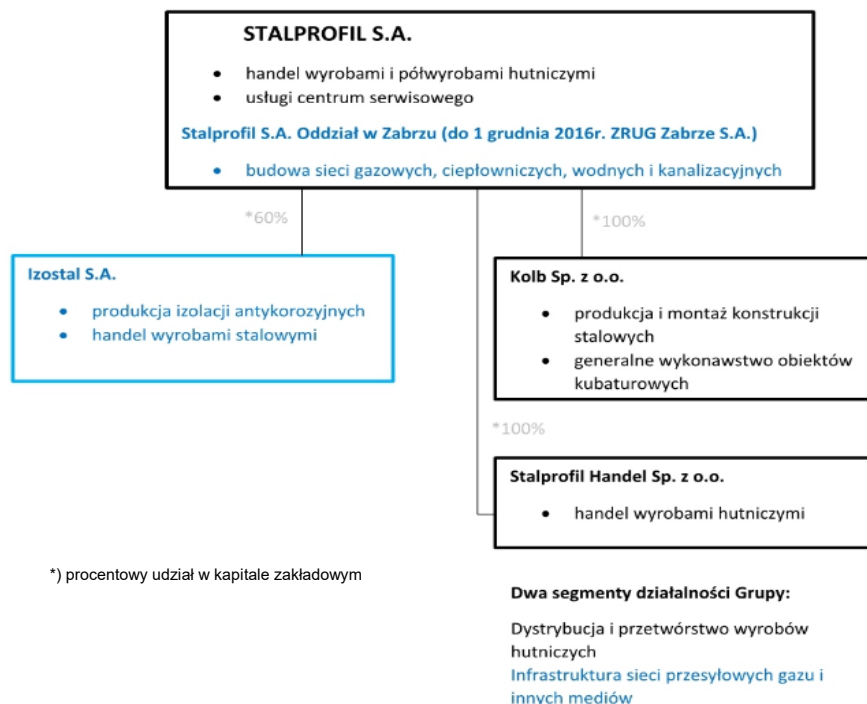 STALPROFIL S.A.
• handel wyrobami i półwyrobami hutniczymi
• usługi centrum serwisowego
Stalprofil S.A. Oddział w Zabrzu (do 1 grudnia 2016r. ZRUG Zabrze S.A.)
• budowa sieci gazowych, ciepłowniczych, wodnych i kanalizacyjnych
*60%
*100%
Izostal S.A.
• produkcja izolacji antykorozyjnych
• handel wyrobami stalowymi
Kolb Sp. z o.o.
• produkcja i montaż konstrukcji
stalowych
• generalne wykonawstwo obiektów
kubaturowych
*100%
Stalprofil Handel Sp. z o.o.
• handel wyrobami hutniczymi
*) procentowy udział w kapitale zakładowym
Dwa segmenty działalności Grupy:
Dystrybucja i przetwórstwo wyrobów
hutniczych
Infrastruktura sieci przesyłowych gazu i
innych mediów